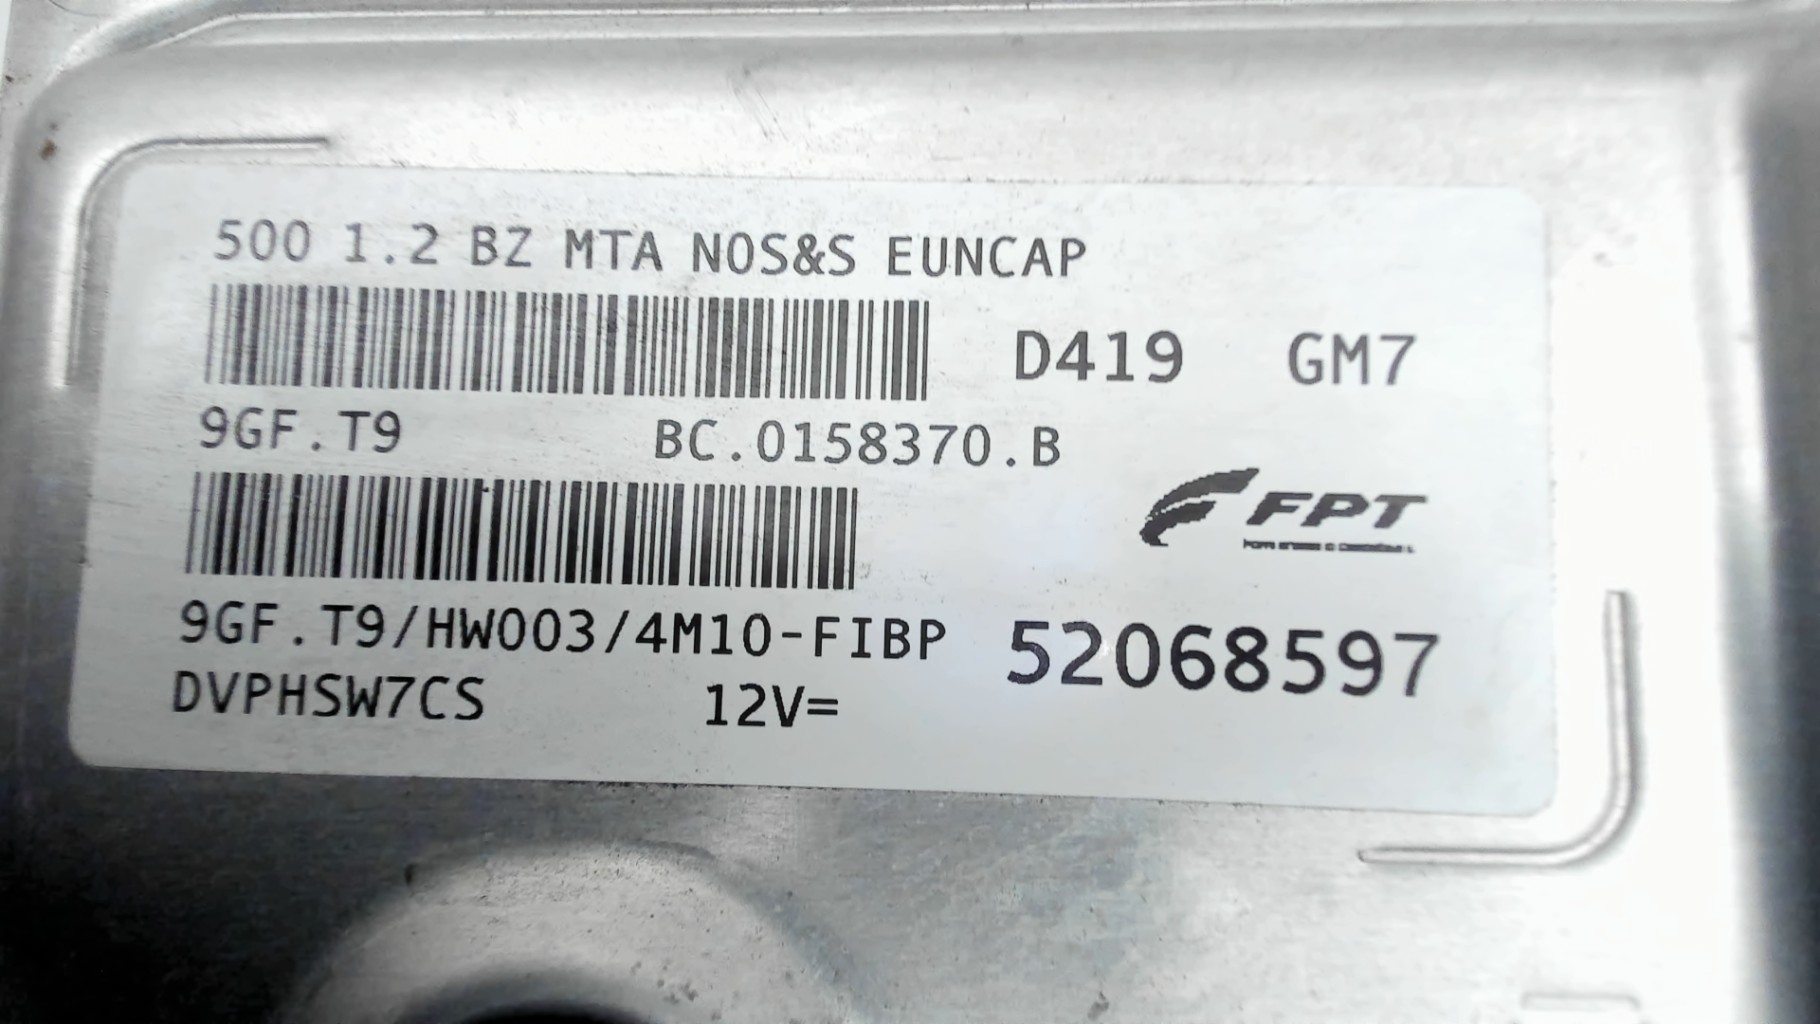 500 1.2 BZ MTA NOS&S EUNCAP
D419 GM7
9GF.T9 BC.0158370.B
FPT
9GF.T9/HW003/4M10-FIBP 52068597
DVPHSW7CS 12V=